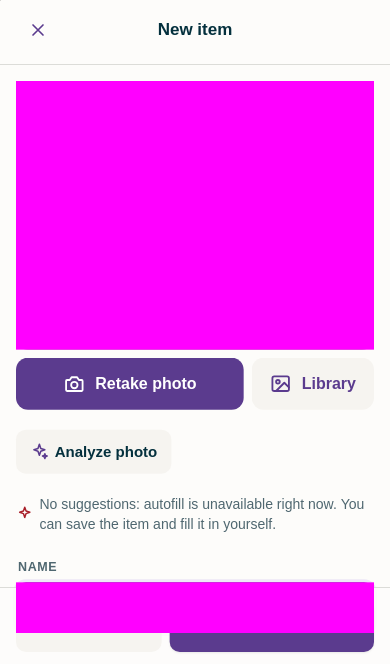 New item
Retake photo
Library
Analyze photo
No suggestions: autofill is unavailable right now. You
can save the item and fill it in yourself.
NAME